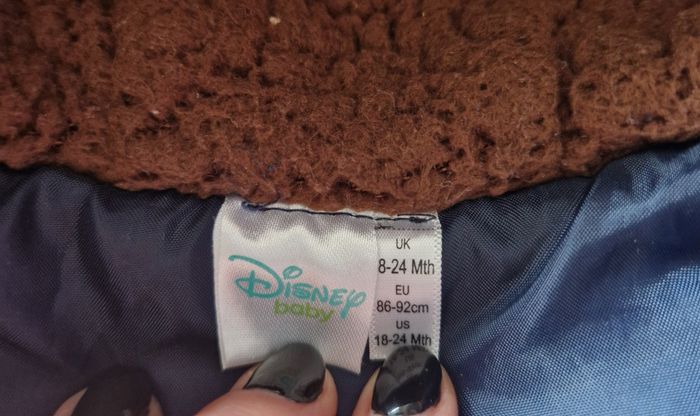 Disney
baby
UK
8-24 Mth
EU
86-92cm
US
18-24 Mth